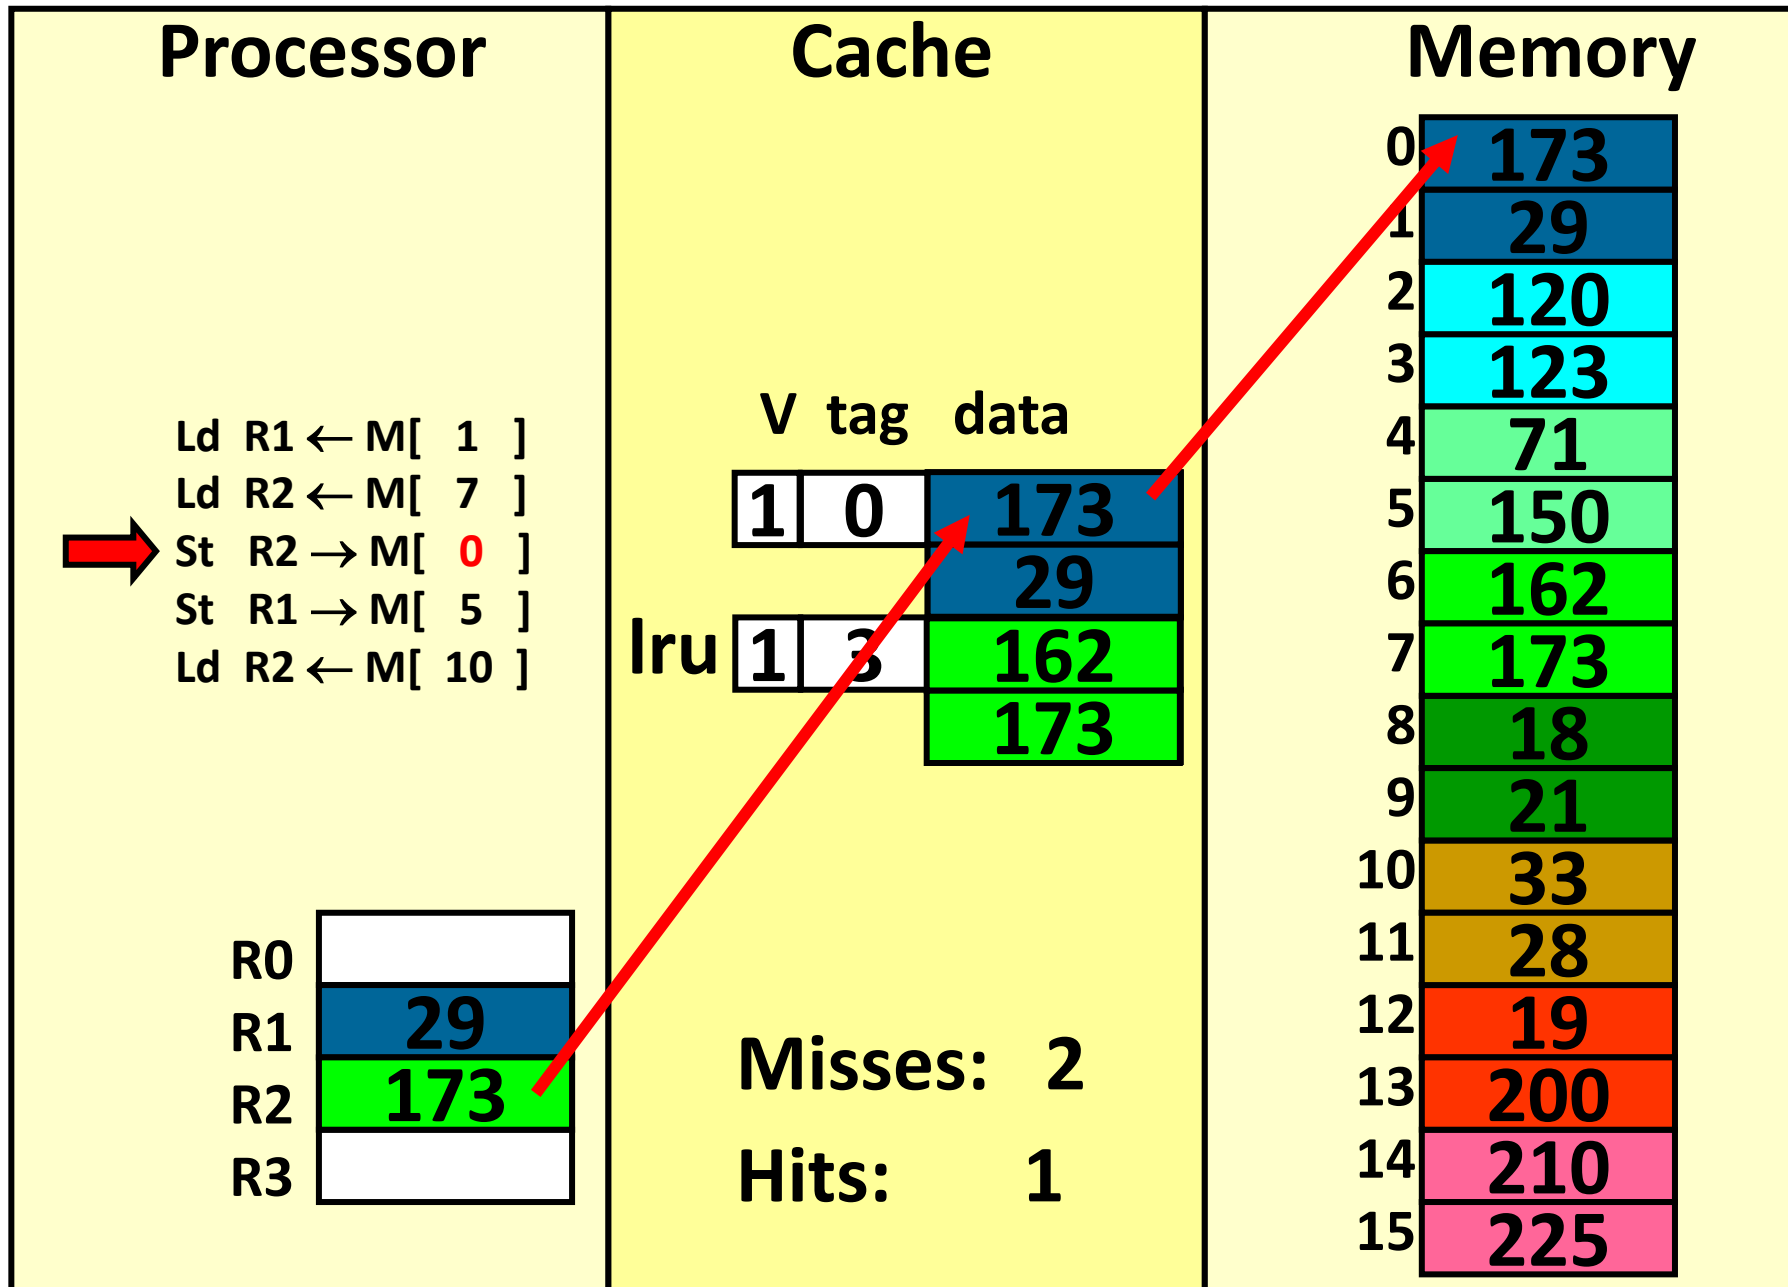 Processor
Ld R1 ← M[ 1 ]
Ld R2 ← M[ 7 ]
St R2 → M[ 0 ]
St R1 → M[ 5 ]
Ld R2 ← M[ 10 ]
R0
R1 29
R2 173
R3
Cache
V tag data
1 0 173
29
lru 1 3 162
173
Misses: 2
Hits: 1
Memory
0 173
1 29
2 120
3 123
4 71
5 150
6 162
7 173
8 18
9 21
10 33
11 28
12 19
13 200
14 210
15 225